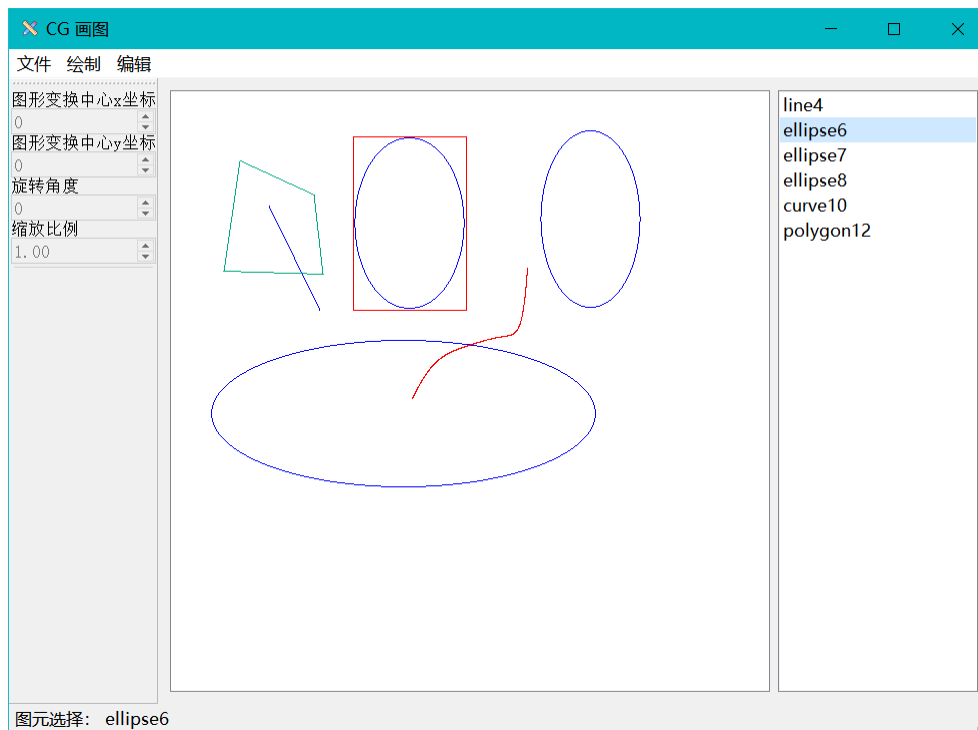 CG 画图
文件 绘制 编辑
图形变换中心x坐标
0
图形变换中心y坐标
0
旋转角度
0
缩放比例
1.00
line4
ellipse6
ellipse7
ellipse8
curve10
polygon12
图元选择： ellipse6